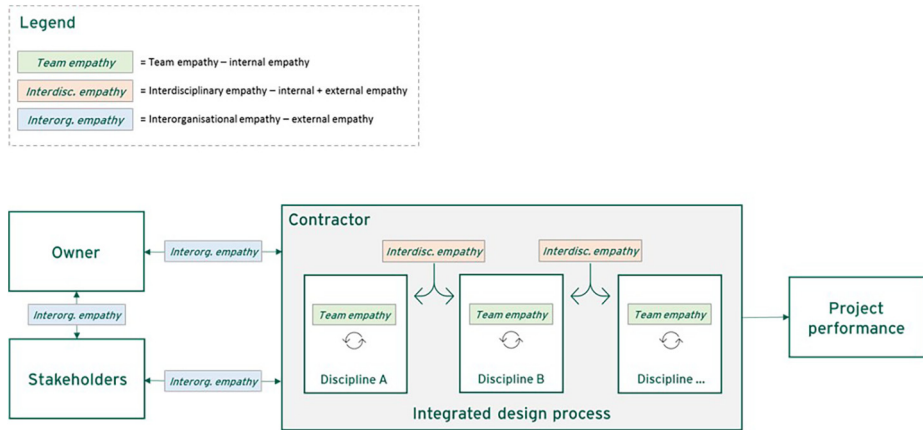 Legend
Team empathy = Team empathy – internal empathy
Interdisc. empathy = Interdisciplinary empathy – internal + external empathy
Interorg. empathy = Interorganisational empathy – external empathy
Contractor
Owner
Interorg. empathy
Interdisc. empathy
Interdisc. empathy
Interorg. empathy
Team empathy
Team empathy
Team empathy
Project
performance
Stakeholders
Interorg. empathy
Discipline A
Discipline B
Discipline ...
Integrated design process